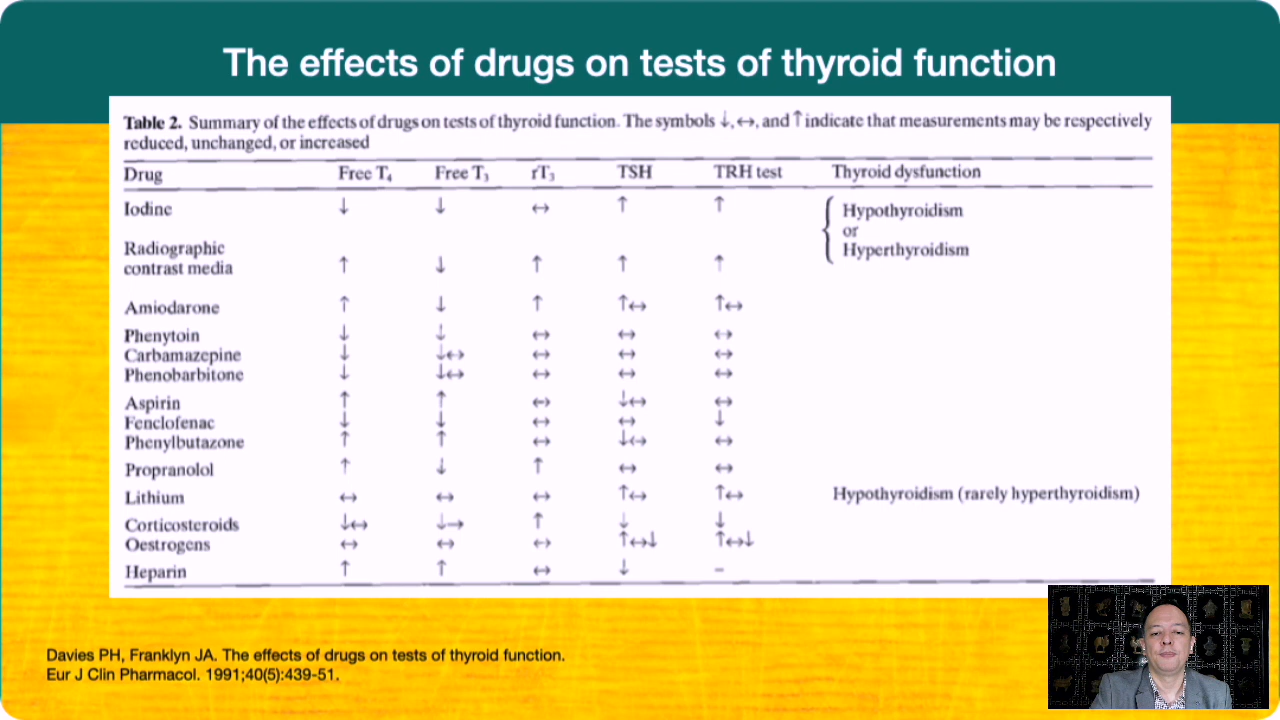 The effects of drugs on tests of thyroid function
Table 2. Summary of the effects of drugs on tests of thyroid function. The symbols ↓, ↔, and ↑ indicate that measurements may be respectively
reduced, unchanged, or increased
Drug Free T₄ Free T₃ rT₃ TSH TRH test Thyroid dysfunction
Iodine ↓ ↓ ↔ ↑ ↑ { Hypothyroidism
or
Hyperthyroidism
Radiographic
contrast media ↑ ↓ ↑ ↑ ↑
Amiodarone ↑ ↓ ↑ ↑↔ ↑↔
Phenytoin ↓ ↓ ↔ ↔ ↔
Carbamazepine ↓ ↓↔ ↔ ↔ ↔
Phenobarbitone ↓ ↓↔ ↔ ↔ ↔
Aspirin ↑ ↑ ↔ ↓↔ ↔
Fenclofenac ↓ ↓ ↔ ↔ ↓
Phenylbutazone ↑ ↑ ↔ ↓↔ ↔
Propranolol ↑ ↓ ↑ ↔ ↔
Lithium ↔ ↔ ↔ ↑↔ ↑↔ Hypothyroidism (rarely hyperthyroidism)
Corticosteroids ↓↔ ↓→ ↑ ↓ ↓
Oestrogens ↔ ↔ ↔ ↑↔↓ ↑↔↓
Heparin ↑ ↑ ↔ ↓ –
Davies PH, Franklyn JA. The effects of drugs on tests of thyroid function.
Eur J Clin Pharmacol. 1991;40(5):439-51.